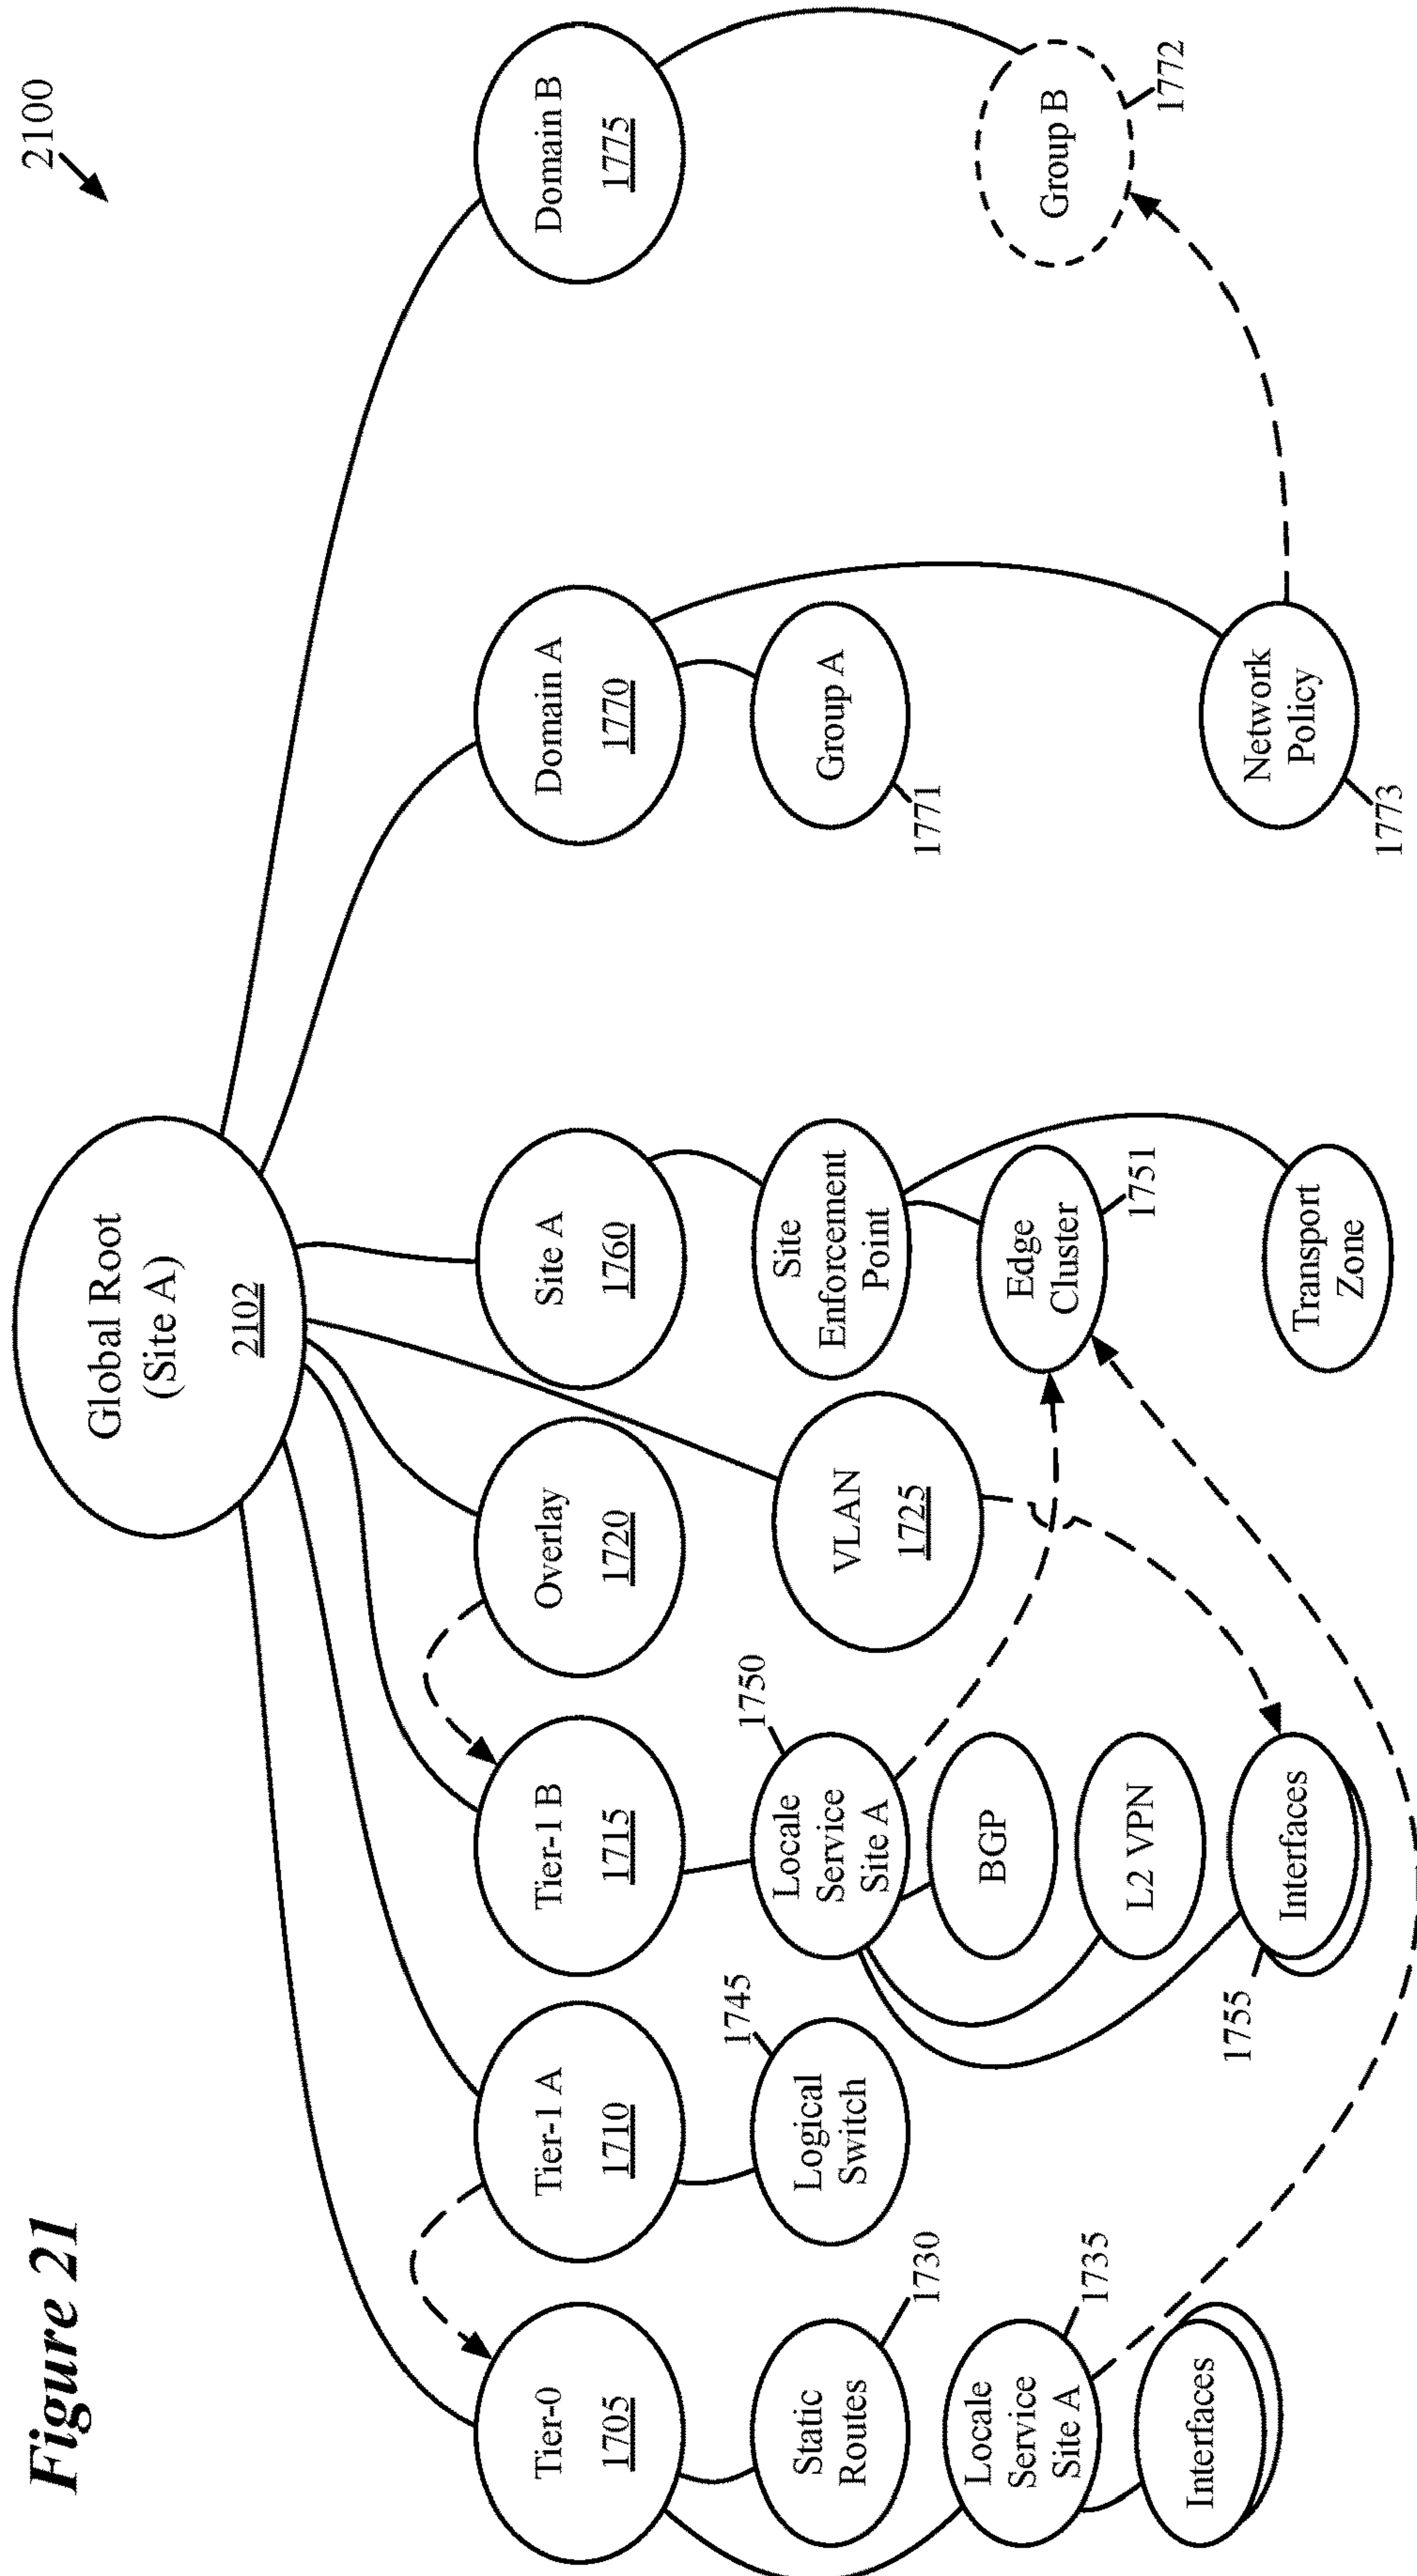 Figure 21
2100
Global Root
(Site A)
2102
Tier-0
1705
Tier-1 A
1710
Tier-1 B
1715
Overlay
1720
Site A
1760
Domain A
1770
Domain B
1775
Static
Routes
1730
Logical
Switch
1745
Locale
Service
Site A
1750
VLAN
1725
Site
Enforcement
Point
Group A
1771
Locale
Service
Site A
1735
BGP
Edge
Cluster
1751
Group B
1772
L2 VPN
Interfaces
Interfaces
1755
Transport
Zone
Network
Policy
1773